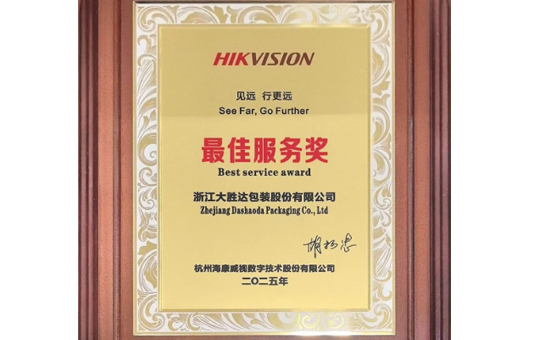 HIKVISION
见远 行更远
See Far, Go Further
最佳服务奖
Best service award
浙江大胜达包装股份有限公司
Zhejiang Dashaoda Packaging Co., Ltd
杭州海康威视数字技术股份有限公司
二〇二五年